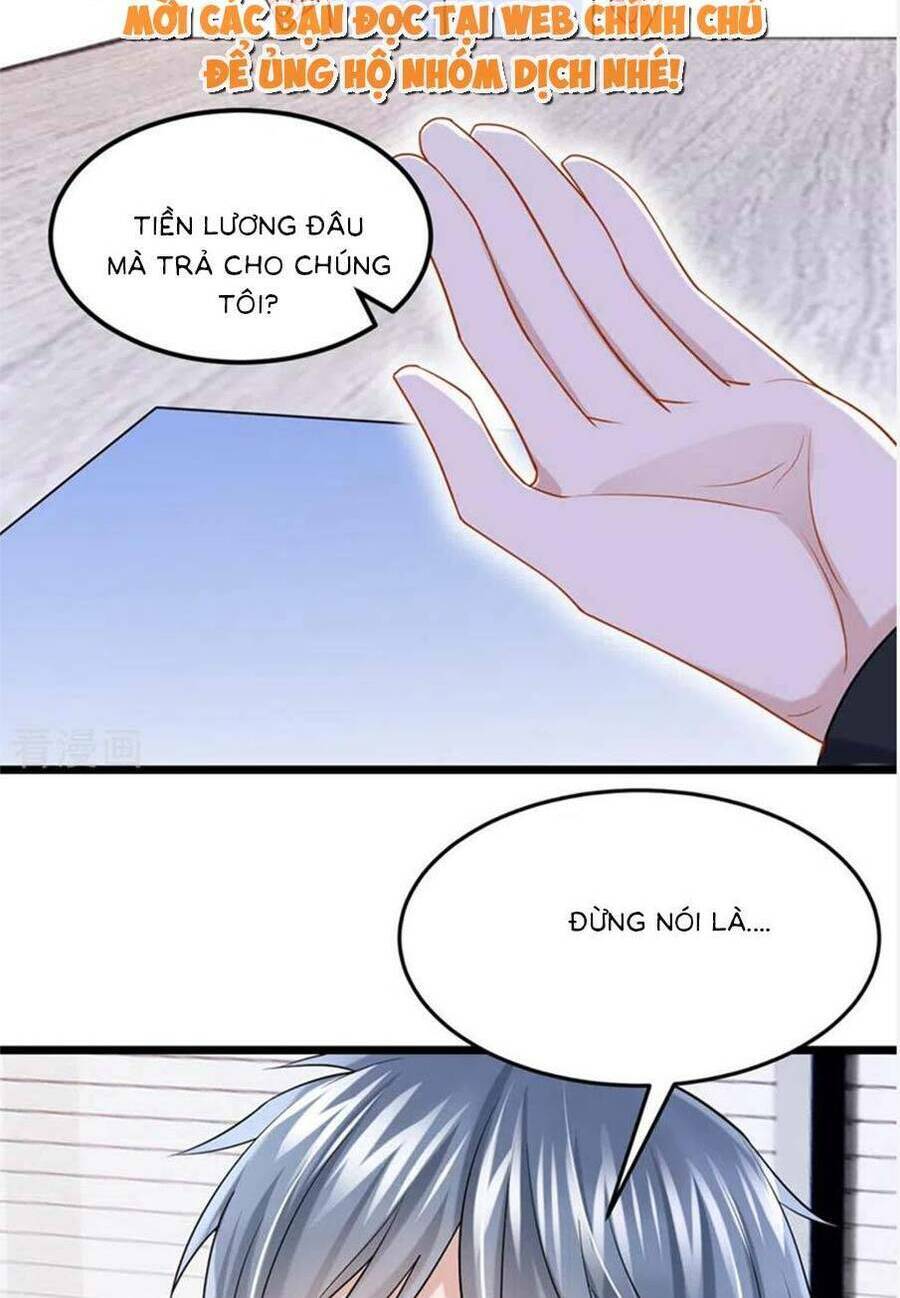 MỜI CÁC BẠN ĐỌC TẠI WEB CHÍNH CHỦ
ĐỂ ỦNG HỘ NHÓM DỊCH NHÉ!
TIỀN LƯƠNG ĐÂU
MÀ TRẢ CHO CHÚNG
TÔI?
看漫画
ĐỪNG NÓI LÀ....